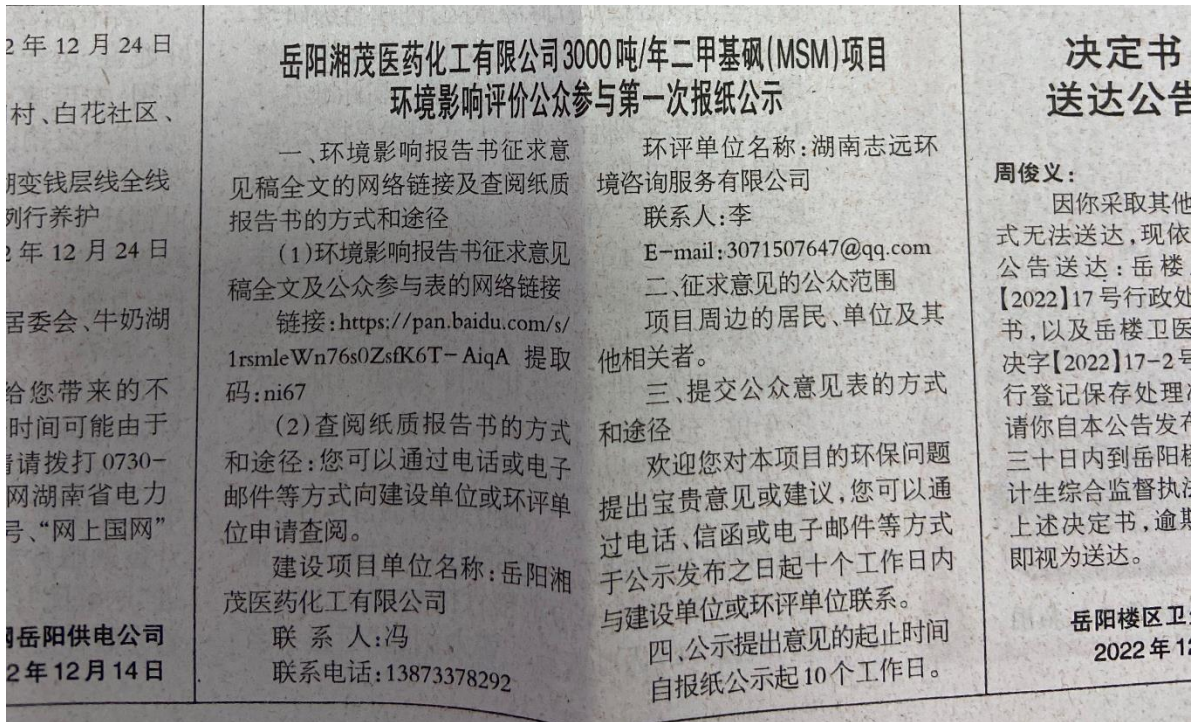 2年12月24日
村、白花社区、
胡变钱层线全线
例行养护
2年12月24日
居委会、牛奶湖
给您带来的不
时间可能由于
请拨打0730-
网湖南省电力
号、“网上国网”
网岳阳供电公司
22年12月14日
岳阳湘茂医药化工有限公司3000吨/年二甲基砜(MSM)项目
环境影响评价公众参与第一次报纸公示
一、环境影响报告书征求意
见稿全文的网络链接及查阅纸质
报告书的方式和途径
(1)环境影响报告书征求意见
稿全文及公众参与表的网络链接
链接:https://pan.baidu.com/s/
1rsmleWn76s0ZsfK6T-AiqA 提取
码:ni67
(2)查阅纸质报告书的方式
和途径:您可以通过电话或电子
邮件等方式向建设单位或环评单
位申请查阅。
建设项目单位名称:岳阳湘
茂医药化工有限公司
联 系 人:冯
联系电话:13873378292
环评单位名称:湖南志远环
境咨询服务有限公司
联系人:李
E-mail:3071507647@qq.com
二、征求意见的公众范围
项目周边的居民、单位及其
他相关者。
三、提交公众意见表的方式
和途径
欢迎您对本项目的环保问题
提出宝贵意见或建议,您可以通
过电话、信函或电子邮件等方式
于公示发布之日起十个工作日内
与建设单位或环评单位联系。
四、公示提出意见的起止时间
自报纸公示起10个工作日。
决定书
送达公告
周俊义:
因你采取其他
式无法送达,现依
公告送达:岳楼
【2022】17号行政处
书,以及岳楼卫医
决字【2022】17-2号
行登记保存处理决
请你自本公告发布
三十日内到岳阳楼
计生综合监督执法
上述决定书,逾期
即视为送达。
岳阳楼区卫生
2022年12